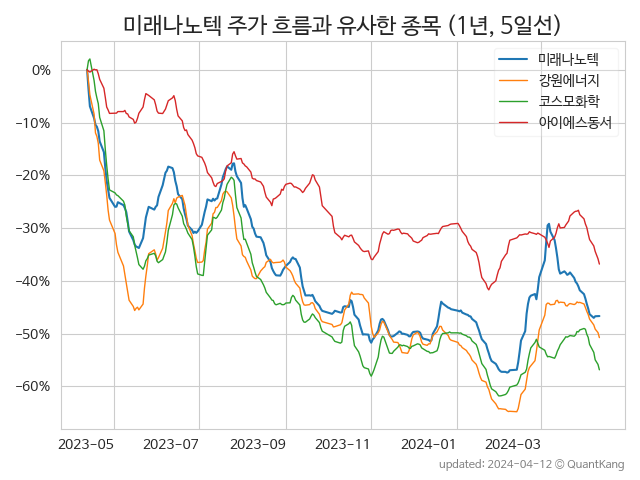 미래나노텍 주가 흐름과 유사한 종목 (1년, 5일선)
미래나노텍
강원에너지
코스모화학
아이에스동서
0%
−10%
−20%
−30%
−40%
−50%
−60%
2023-05 2023-07 2023-09 2023-11 2024-01 2024-03
updated: 2024-04-12 © QuantKang